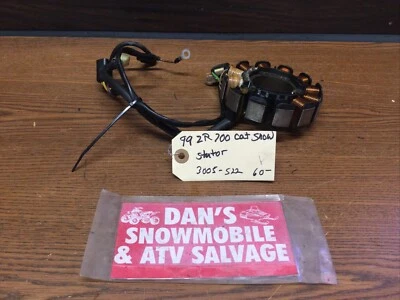 99 ZR 700 Cat Snow
stator
3005-522 60-
DAN'S
SNOWMOBILE
& ATV SALVAGE